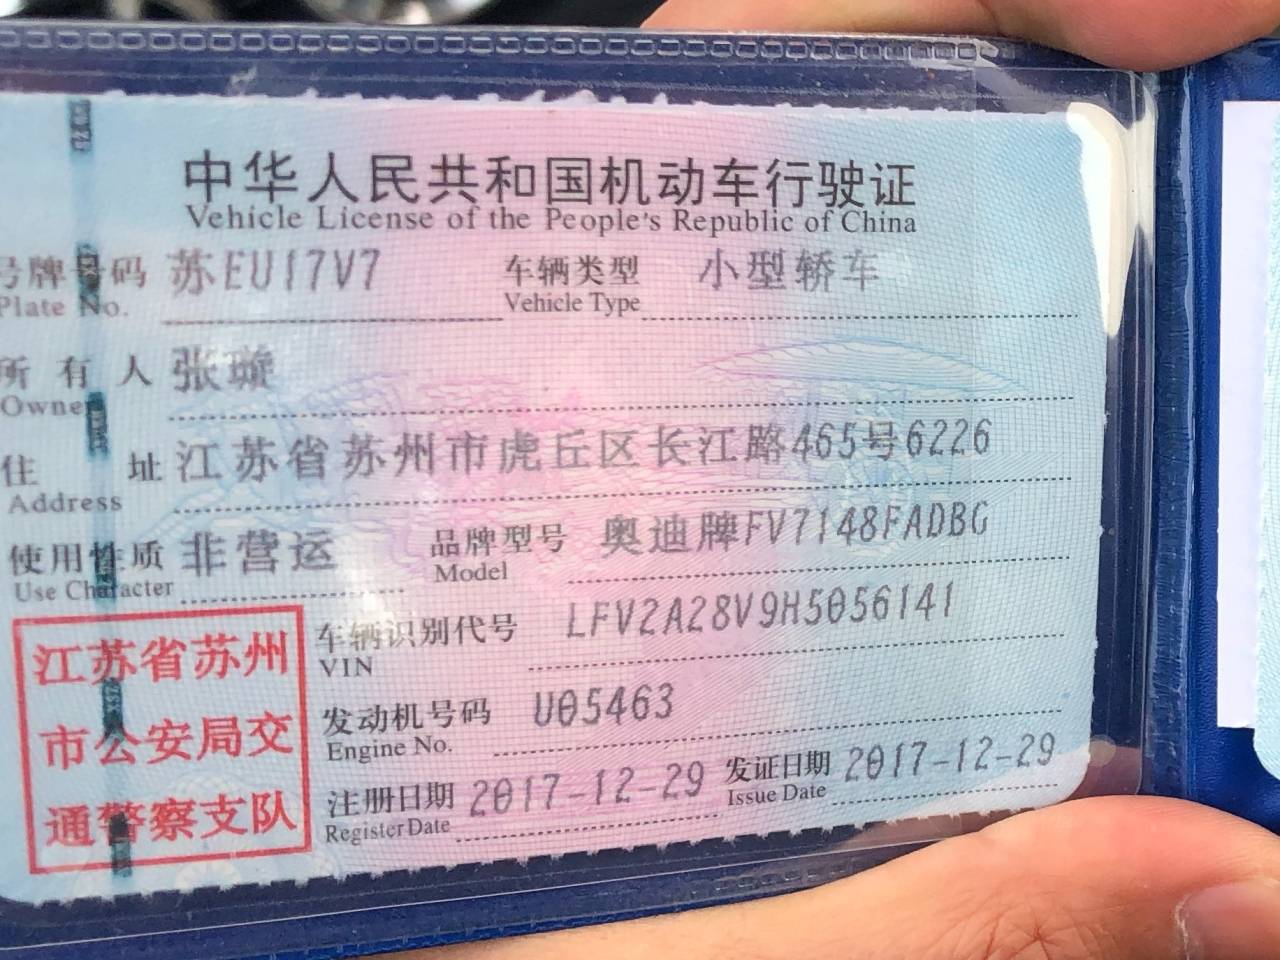 中华人民共和国机动车行驶证
Vehicle License of the People's Republic of China
号牌号码 苏EU17V7 车辆类型 小型轿车
Plate No. Vehicle Type
所有人 张璇
Owner
住址 江苏省苏州市虎丘区长江路465号6226
Address
使用性质 非营运 品牌型号 奥迪牌FV7148FADBG
Use Character Model
车辆识别代号 LFV2A28V9H5056141
VIN
发动机号码 U05463
Engine No.
注册日期 2017-12-29 发证日期 2017-12-29
Register Date Issue Date
江苏省苏州
市公安局交
通警察支队